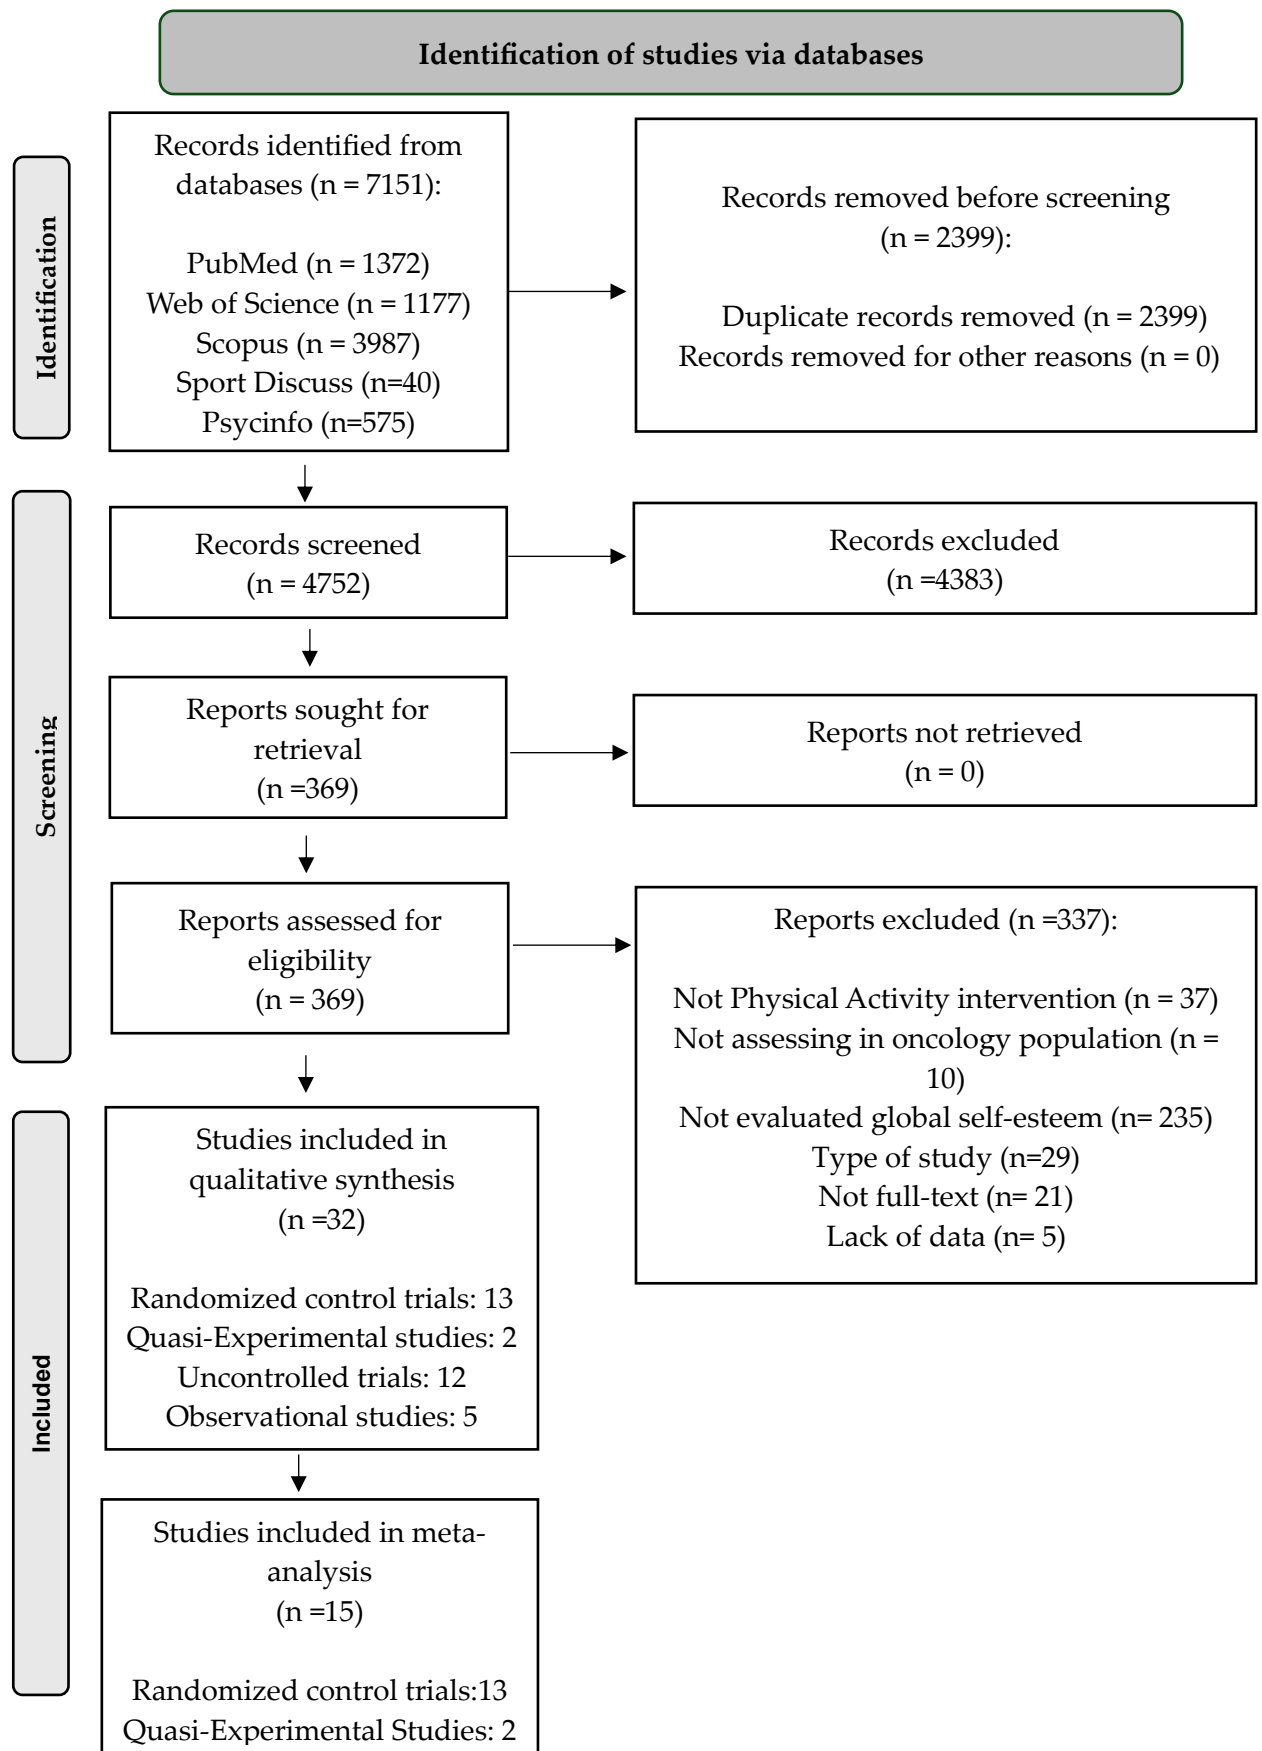 Identification of studies via databases
Identification
Records identified from
databases (n = 7151):
PubMed (n = 1372)
Web of Science (n = 1177)
Scopus (n = 3987)
Sport Discuss (n=40)
Psycinfo (n=575)
Records removed before screening
(n = 2399):
Duplicate records removed (n = 2399)
Records removed for other reasons (n = 0)
Screening
Records screened
(n = 4752)
Records excluded
(n =4383)
Reports sought for
retrieval
(n =369)
Reports not retrieved
(n = 0)
Reports assessed for
eligibility
(n = 369)
Reports excluded (n =337):
Not Physical Activity intervention (n = 37)
Not assessing in oncology population (n =
10)
Not evaluated global self-esteem (n= 235)
Type of study (n=29)
Not full-text (n= 21)
Lack of data (n= 5)
Included
Studies included in
qualitative synthesis
(n =32)
Randomized control trials: 13
Quasi-Experimental studies: 2
Uncontrolled trials: 12
Observational studies: 5
Studies included in meta-
analysis
(n =15)
Randomized control trials:13
Quasi-Experimental Studies: 2